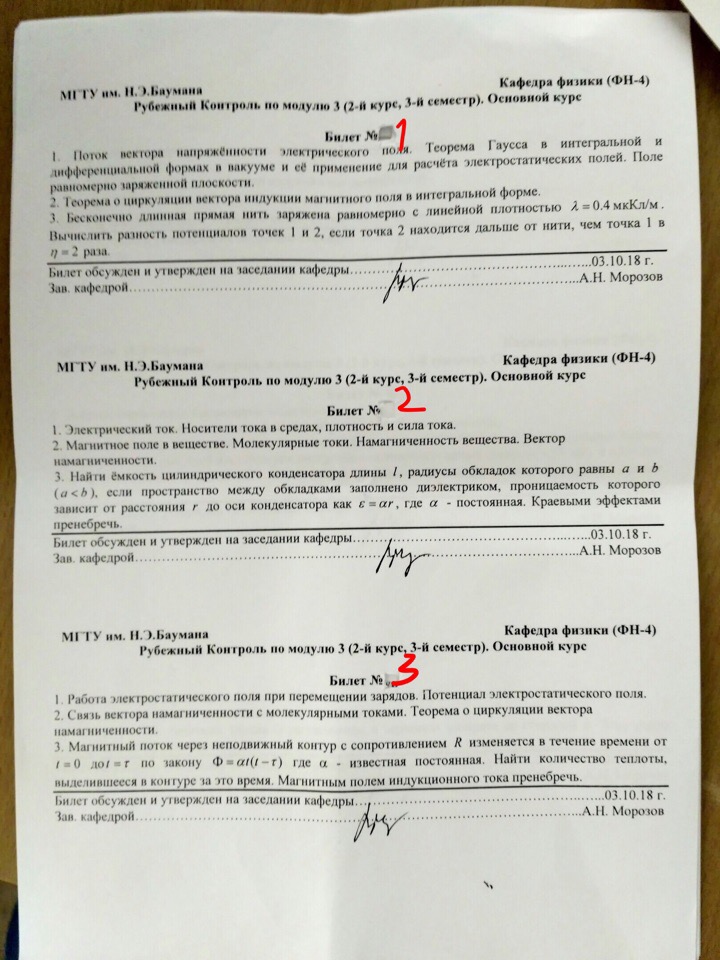 МГТУ им. Н.Э.Баумана Кафедра физики (ФН-4)
Рубежный Контроль по модулю 3 (2-й курс, 3-й семестр). Основной курс
Билет № 1
1. Поток вектора напряжённости электрического поля. Теорема Гаусса в интегральной и
дифференциальной формах в вакууме и её применение для расчёта электростатических полей. Поле
равномерно заряженной плоскости.
2. Теорема о циркуляции вектора индукции магнитного поля в интегральной форме.
3. Бесконечно длинная прямая нить заряжена равномерно с линейной плотностью λ = 0.4 мкКл/м .
Вычислить разность потенциалов точек 1 и 2, если точка 2 находится дальше от нити, чем точка 1 в
η = 2 раза.
Билет обсужден и утвержден на заседании кафедры……………………………………03.10.18 г.
Зав. кафедрой……………………………………………………………………А.Н. Морозов
МГТУ им. Н.Э.Баумана Кафедра физики (ФН-4)
Рубежный Контроль по модулю 3 (2-й курс, 3-й семестр). Основной курс
Билет № 2
1. Электрический ток. Носители тока в средах, плотность и сила тока.
2. Магнитное поле в веществе. Молекулярные токи. Намагниченность вещества. Вектор
намагниченности.
3. Найти ёмкость цилиндрического конденсатора длины l, радиусы обкладок которого равны a и b
(a < b), если пространство между обкладками заполнено диэлектриком, проницаемость которого
зависит от расстояния r до оси конденсатора как ε = αr, где α - постоянная. Краевыми эффектами
пренебречь.
Билет обсужден и утвержден на заседании кафедры……………………………………03.10.18 г.
Зав. кафедрой……………………………………………………………………А.Н. Морозов
МГТУ им. Н.Э.Баумана Кафедра физики (ФН-4)
Рубежный Контроль по модулю 3 (2-й курс, 3-й семестр). Основной курс
Билет № 3
1. Работа электростатического поля при перемещении зарядов. Потенциал электростатического поля.
2. Связь вектора намагниченности с молекулярными токами. Теорема о циркуляции вектора
намагниченности.
3. Магнитный поток через неподвижный контур с сопротивлением R изменяется в течение времени от
t = 0 до t = τ по закону Φ = αt(t − τ) где α - известная постоянная. Найти количество теплоты,
выделившееся в контуре за это время. Магнитным полем индукционного тока пренебречь.
Билет обсужден и утвержден на заседании кафедры……………………………………03.10.18 г.
Зав. кафедрой……………………………………………………………………А.Н. Морозов